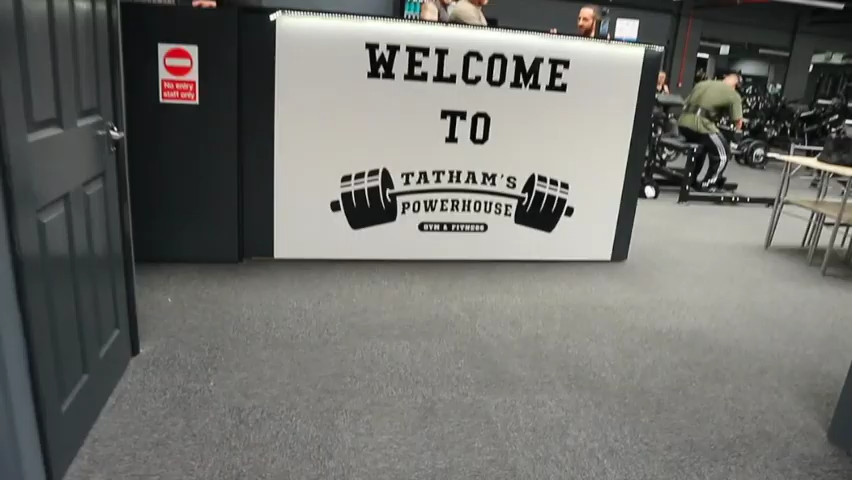 No entry
staff only
WELCOME
TO
TATHAM'S
POWERHOUSE
GYM & FITNESS